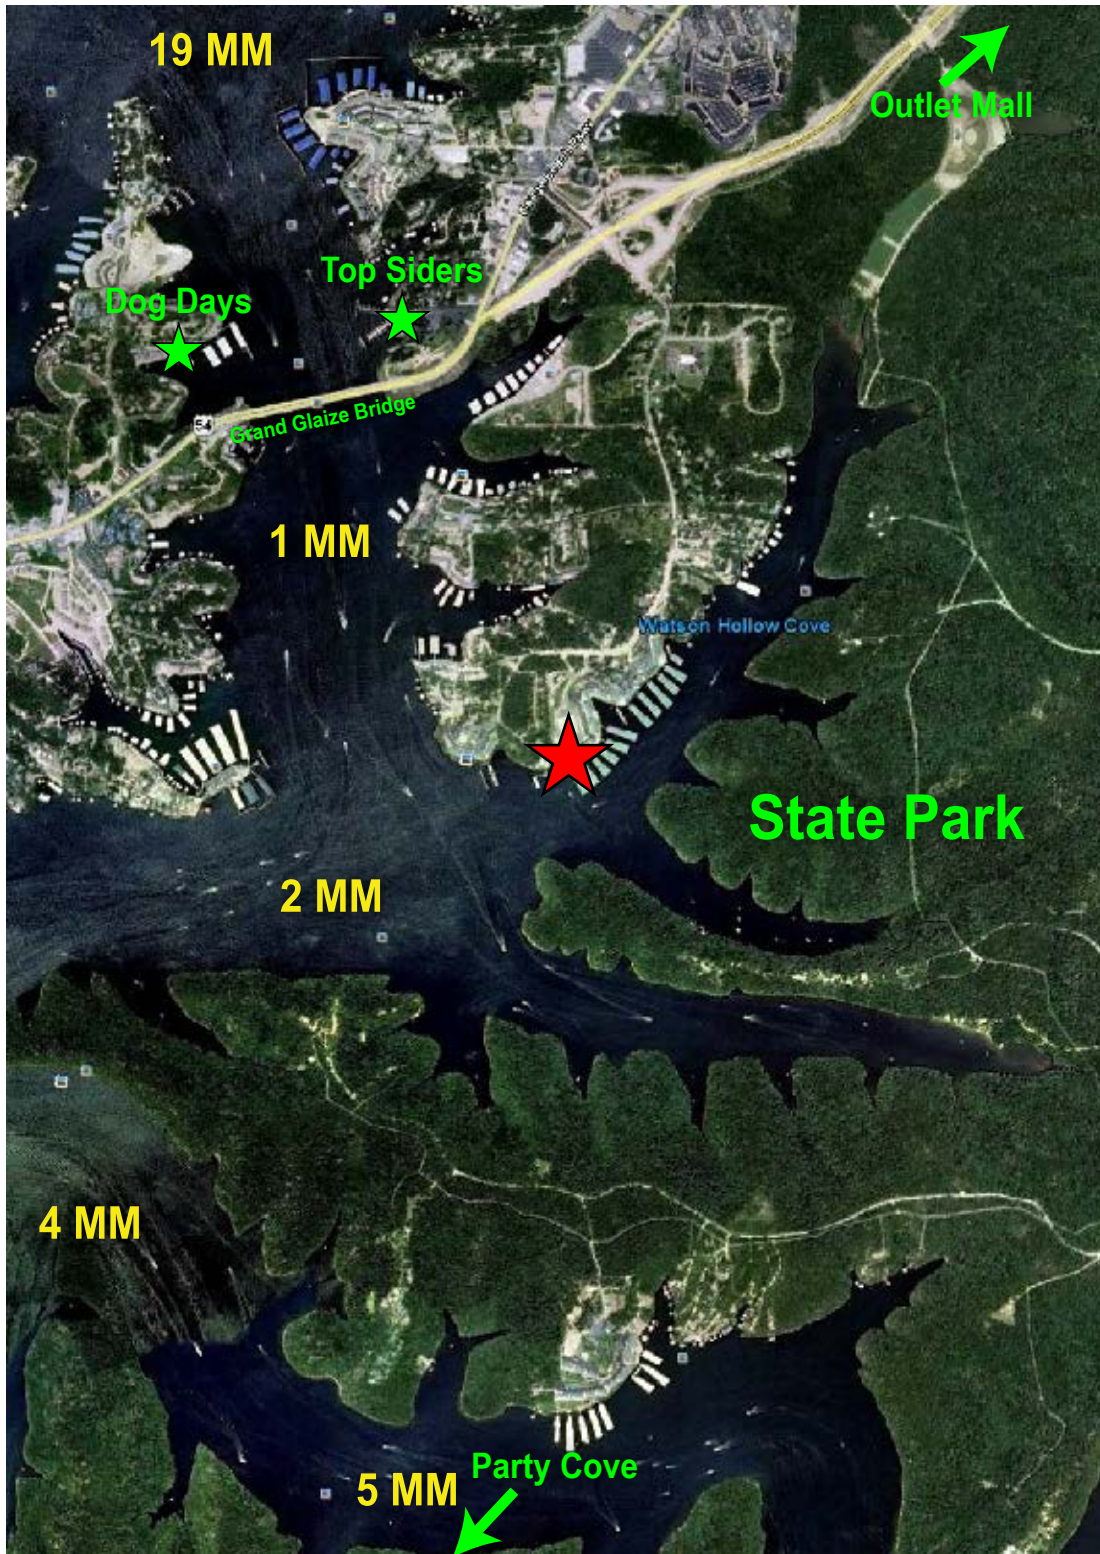 19 MM
Outlet Mall
Top Siders
Dog Days
54
Grand Glaize Bridge
1 MM
Watson Hollow Cove
State Park
2 MM
4 MM
Party Cove
5 MM